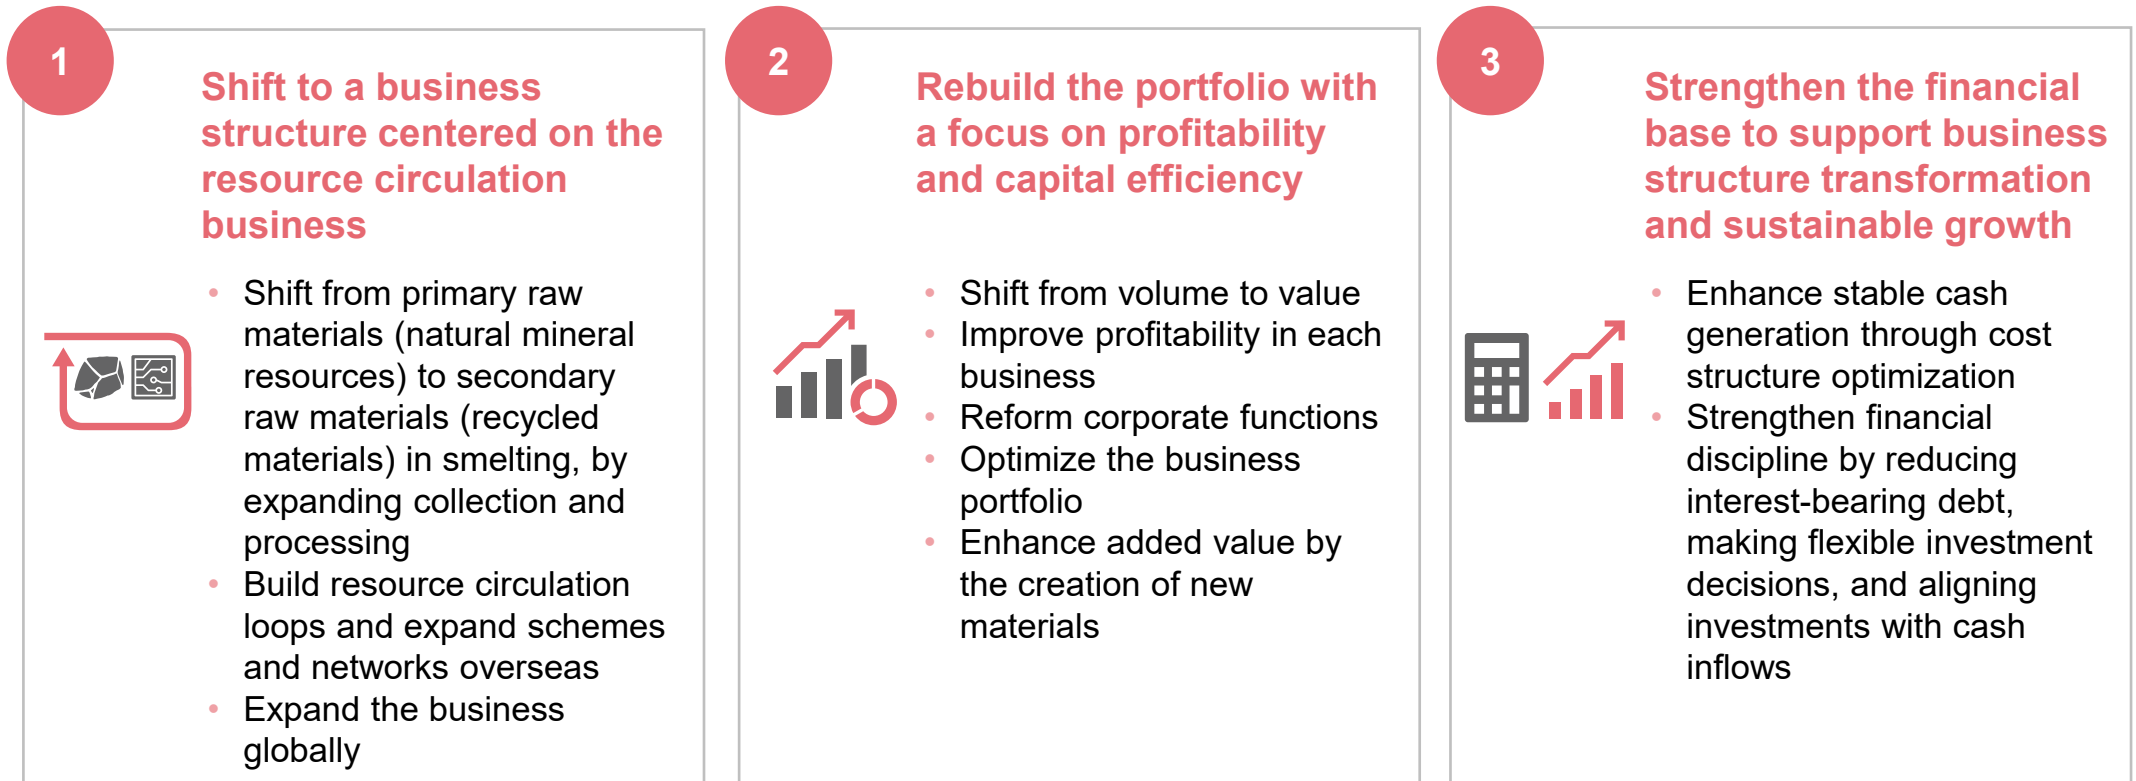 1
Shift to a business
structure centered on the
resource circulation
business
• Shift from primary raw
materials (natural mineral
resources) to secondary
raw materials (recycled
materials) in smelting, by
expanding collection and
processing
• Build resource circulation
loops and expand schemes
and networks overseas
• Expand the business
globally
2
Rebuild the portfolio with
a focus on profitability
and capital efficiency
• Shift from volume to value
• Improve profitability in each
business
• Reform corporate functions
• Optimize the business
portfolio
• Enhance added value by
the creation of new
materials
3
Strengthen the financial
base to support business
structure transformation
and sustainable growth
• Enhance stable cash
generation through cost
structure optimization
• Strengthen financial
discipline by reducing
interest-bearing debt,
making flexible investment
decisions, and aligning
investments with cash
inflows